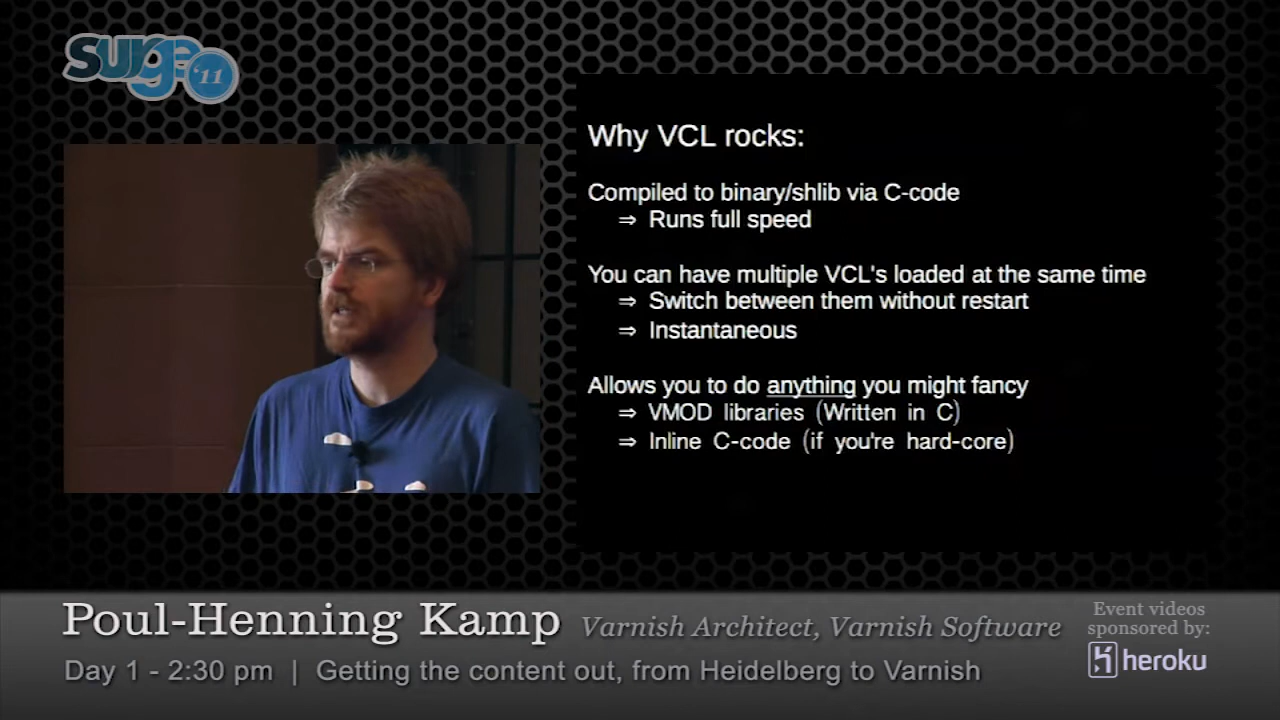 surge '11
Why VCL rocks:
Compiled to binary/shlib via C-code
⇒ Runs full speed
You can have multiple VCL's loaded at the same time
⇒ Switch between them without restart
⇒ Instantaneous
Allows you to do anything you might fancy
⇒ VMOD libraries (Written in C)
⇒ Inline C-code (if you're hard-core)
Poul-Henning Kamp Varnish Architect, Varnish Software
Day 1 - 2:30 pm | Getting the content out, from Heidelberg to Varnish
Event videos
sponsored by:
heroku